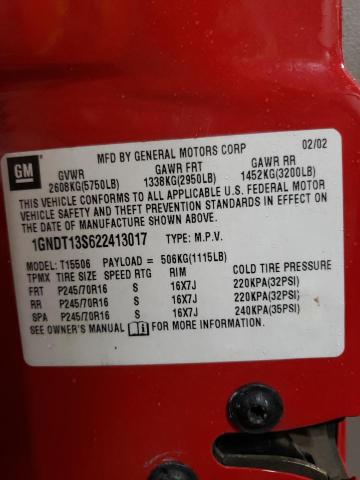 MFD BY GENERAL MOTORS CORP 02/02
GM
GVWR GAWR FRT GAWR RR
2608KG(5750LB) 1338KG(2950LB) 1452KG(3200LB)
THIS VEHICLE CONFORMS TO ALL APPLICABLE U.S. FEDERAL MOTOR
VEHICLE SAFETY AND THEFT PREVENTION STANDARDS IN EFFECT ON
THE DATE OF MANUFACTURE SHOWN ABOVE.
1GNDT13S622413017 TYPE: M.P.V.
MODEL: T15506 PAYLOAD = 506KG(1115LB)
TPMX TIRE SIZE SPEED RTG RIM COLD TIRE PRESSURE
FRT P245/70R16 S 16X7J 220KPA(32PSI)
RR P245/70R16 S 16X7J 220KPA(32PSI)
SPA P245/70R16 S 16X7J 240KPA(35PSI)
SEE OWNER'S MANUAL FOR MORE INFORMATION.